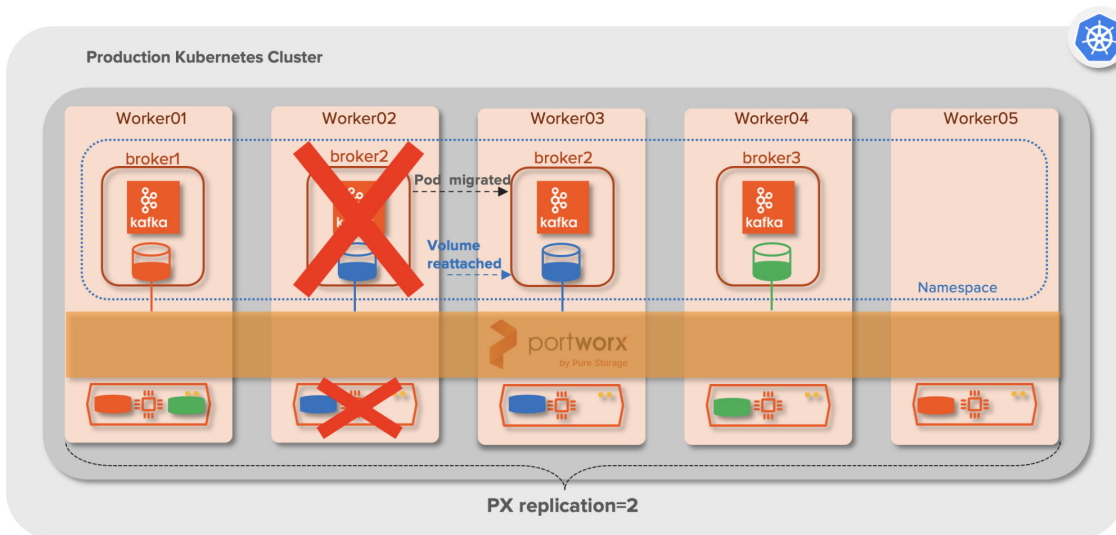 Production Kubernetes Cluster
Worker01
Worker02
Worker03
Worker04
Worker05
broker1
broker2
broker2
broker3
Pod migrated
kafka
kafka
kafka
kafka
Volume
reattached
Namespace
portworx
by Pure Storage
PX replication=2